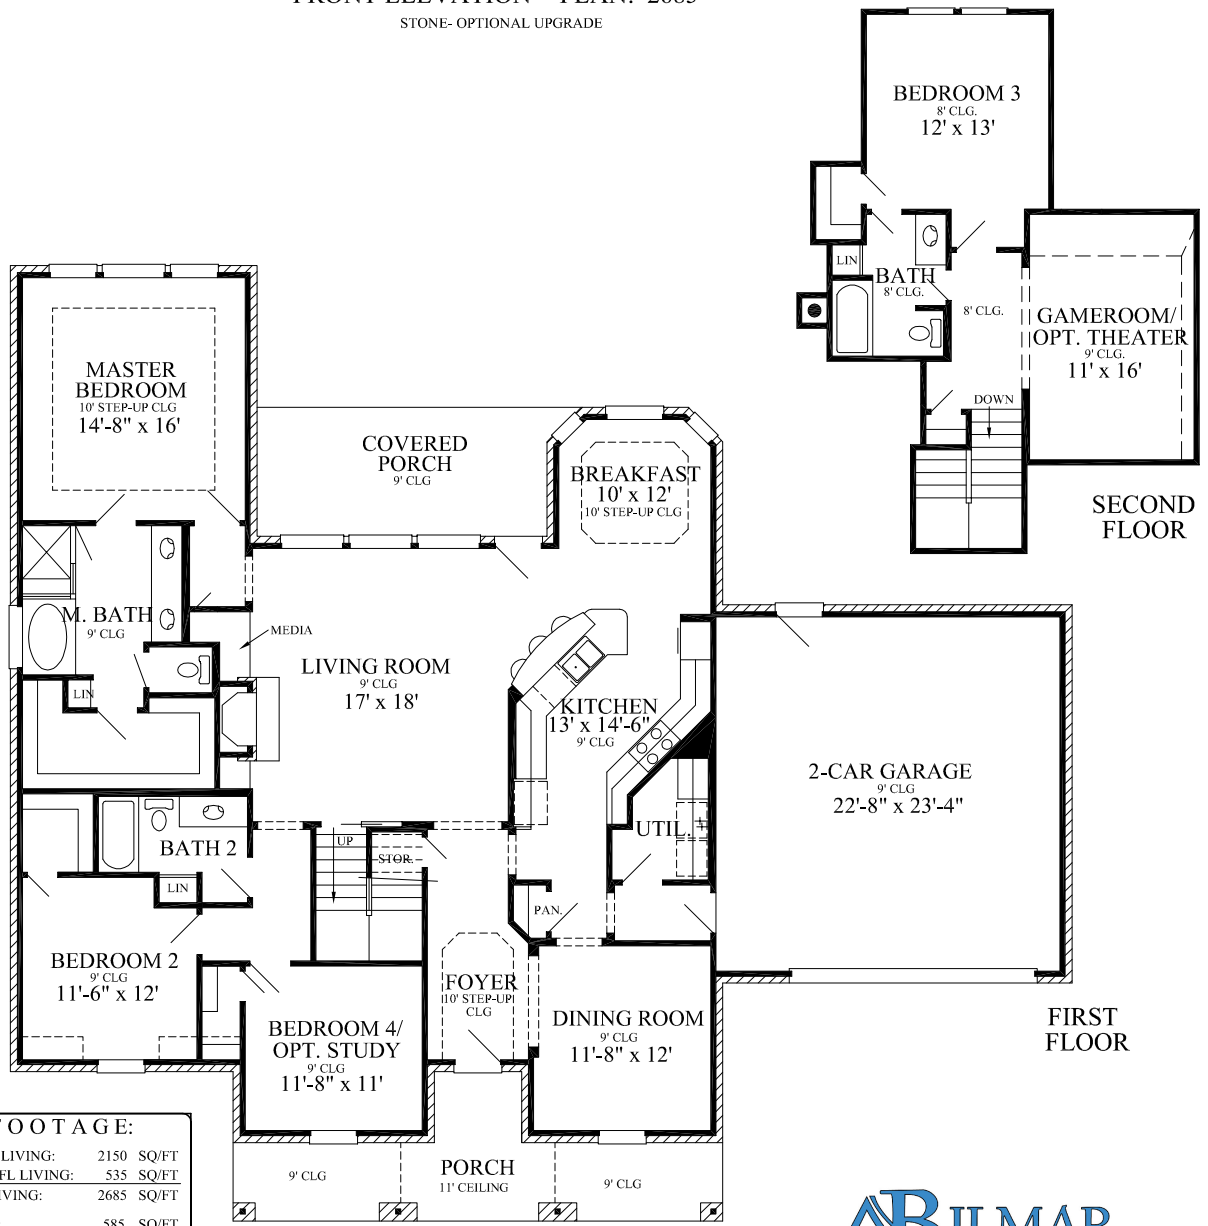 STONE- OPTIONAL UPGRADE
BEDROOM 3
8' CLG.
12' x 13'
LIN
BATH
8' CLG.
8' CLG.
GAMEROOM/
OPT. THEATER
9' CLG.
11' x 16'
DOWN
SECOND
FLOOR
MASTER
BEDROOM
10' STEP-UP CLG
14'-8" x 16'
COVERED
PORCH
9' CLG
BREAKFAST
10' x 12'
10' STEP-UP CLG
M. BATH
9' CLG
MEDIA
LIN
LIVING ROOM
9' CLG
17' x 18'
KITCHEN
13' x 14'-6"
9' CLG
2-CAR GARAGE
9' CLG
22'-8" x 23'-4"
BATH 2
LIN
UP
STOR.
UTIL.
PAN.
BEDROOM 2
9' CLG
11'-6" x 12'
FOYER
10' STEP-UP
CLG
BEDROOM 4/
OPT. STUDY
9' CLG
11'-8" x 11'
DINING ROOM
9' CLG
11'-8" x 12'
FIRST
FLOOR
9' CLG
PORCH
11' CEILING
9' CLG
LIVING: 2150 SQ/FT
FL LIVING: 535 SQ/FT
2685 SQ/FT
585 SQ/FT
BILMAR